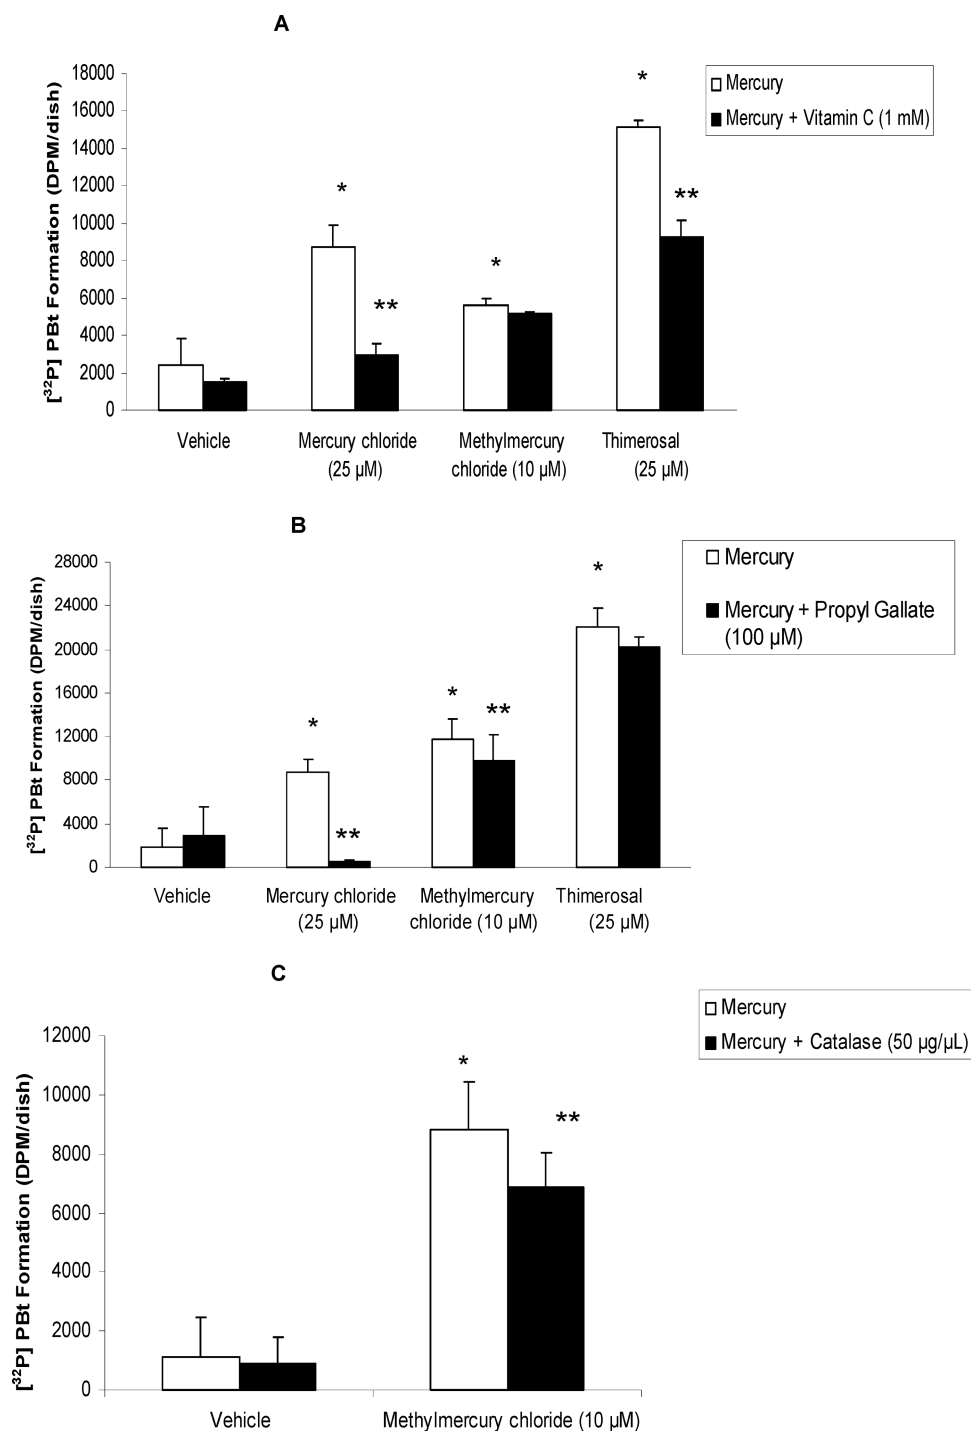 A
[³²P] PBt Formation (DPM/dish)
18000
16000
14000
12000
10000
8000
6000
4000
2000
0
*
**
*
*
**
Mercury
Mercury + Vitamin C (1 mM)
Vehicle
Mercury chloride
(25 µM)
Methylmercury
chloride (10 µM)
Thimerosal
(25 µM)
B
[³²P] PBt Formation (DPM/dish)
28000
24000
20000
16000
12000
8000
4000
0
*
**
*
**
*
Mercury
Mercury + Propyl Gallate
(100 µM)
Vehicle
Mercury chloride
(25 µM)
Methylmercury
chloride (10 µM)
Thimerosal
(25 µM)
C
[³²P] PBt Formation (DPM/dish)
12000
10000
8000
6000
4000
2000
0
*
**
Mercury
Mercury + Catalase (50 µg/µL)
Vehicle
Methylmercury chloride (10 µM)